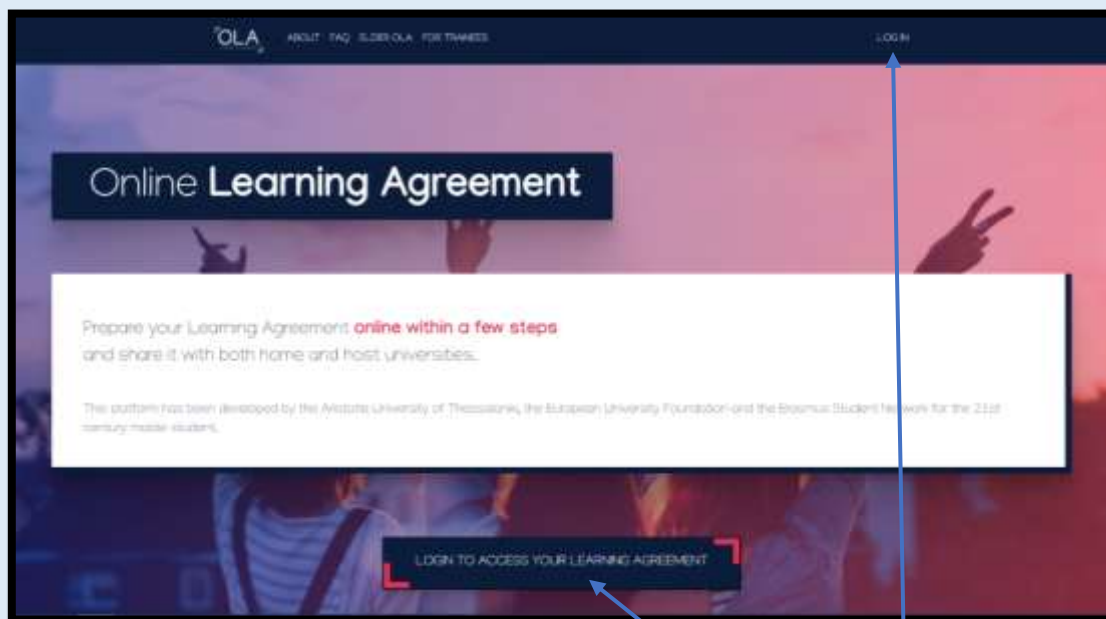 OLA
ABOUT FAQ ELDER OLA FOR TRAINEES
LOG IN
Online Learning Agreement
Prepare your Learning Agreement online within a few steps
and share it with both home and host universities.
This platform has been developed by the Aristotle University of Thessaloniki, the European University Foundation and the Erasmus Student Network for the 21st
century mobile student.
LOGIN TO ACCESS YOUR LEARNING AGREEMENT